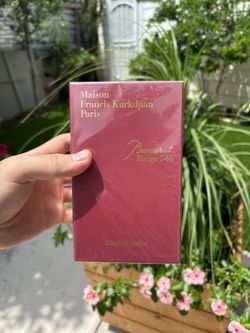 Maison
Francis Kurkdjian
Paris
Baccarat
Rouge 540